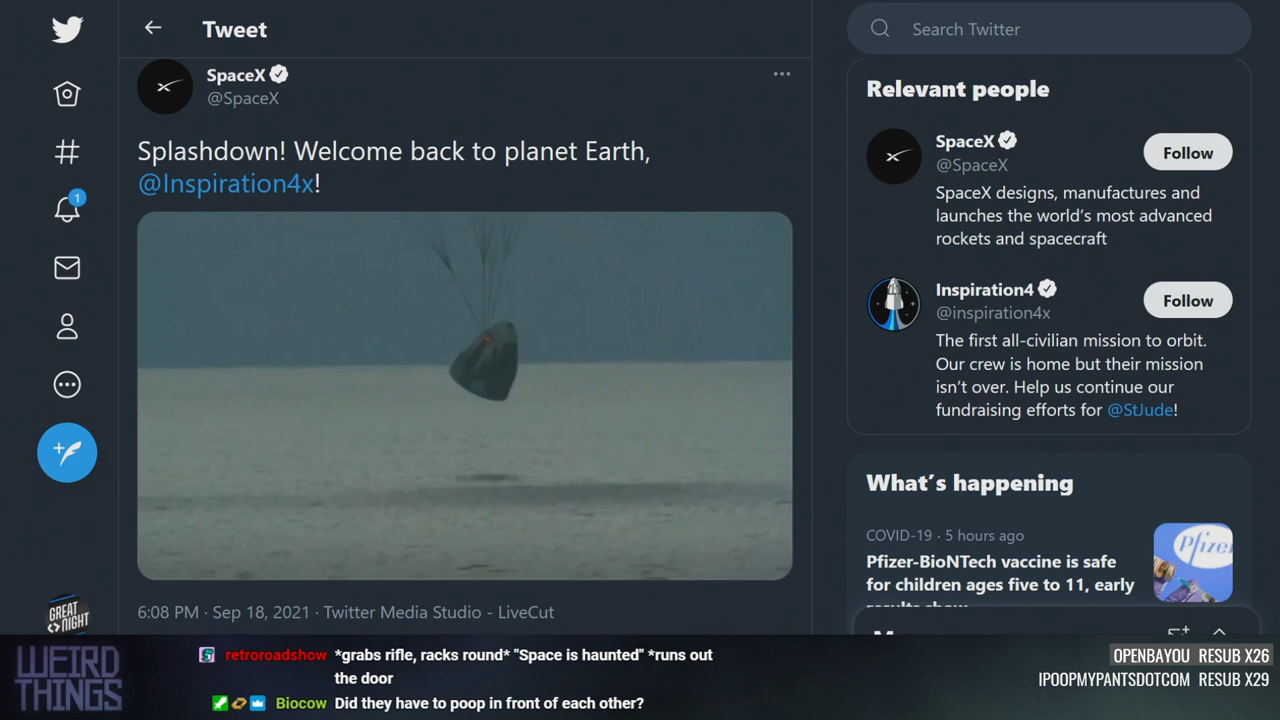 Tweet
SpaceX
@SpaceX
Splashdown! Welcome back to planet Earth,
@Inspiration4x!
6:08 PM · Sep 18, 2021 · Twitter Media Studio - LiveCut
Search Twitter
Relevant people
SpaceX
@SpaceX
Follow
SpaceX designs, manufactures and
launches the world's most advanced
rockets and spacecraft
Inspiration4
@inspiration4x
Follow
The first all-civilian mission to orbit.
Our crew is home but their mission
isn't over. Help us continue our
fundraising efforts for @StJude!
What's happening
COVID-19 · 5 hours ago
Pfizer-BioNTech vaccine is safe
for children ages five to 11, early
results show
Pfizer
1
GREAT
NIGHT
WEIRD
THINGS
retroroadshow *grabs rifle, racks round* "Space is haunted" *runs out
the door
Biocow Did they have to poop in front of each other?
OPENBAYOU RESUB X26
IPOOPMYPANTSDOTCOM RESUB X29